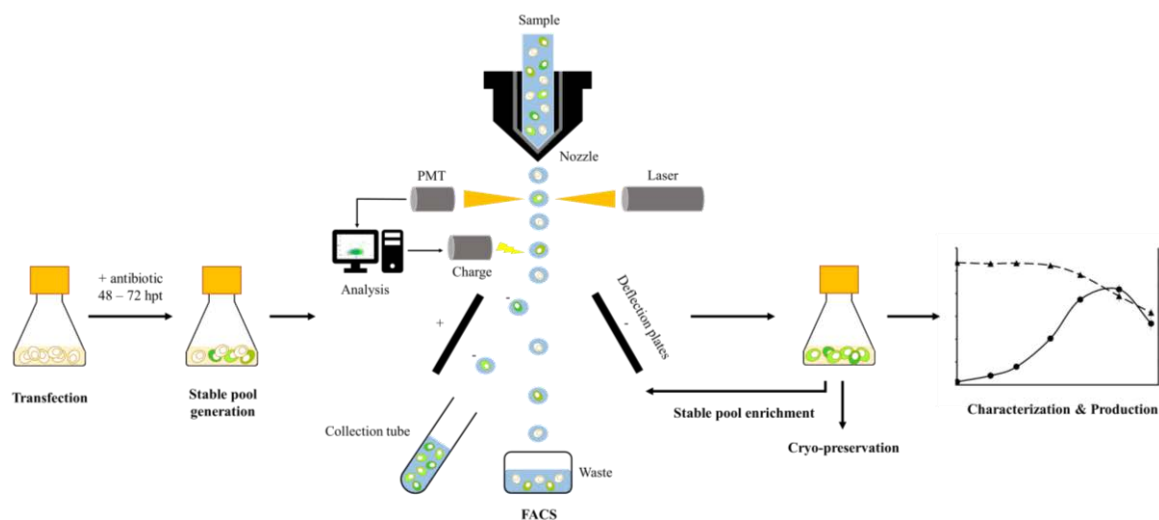 Sample
Nozzle
PMT
Laser
Analysis
Charge
+ antibiotic
48 – 72 hpt
+
-
-
-
Deflection plates
Transfection
Stable pool
generation
Collection tube
Waste
FACS
Stable pool enrichment
Cryo-preservation
Characterization & Production